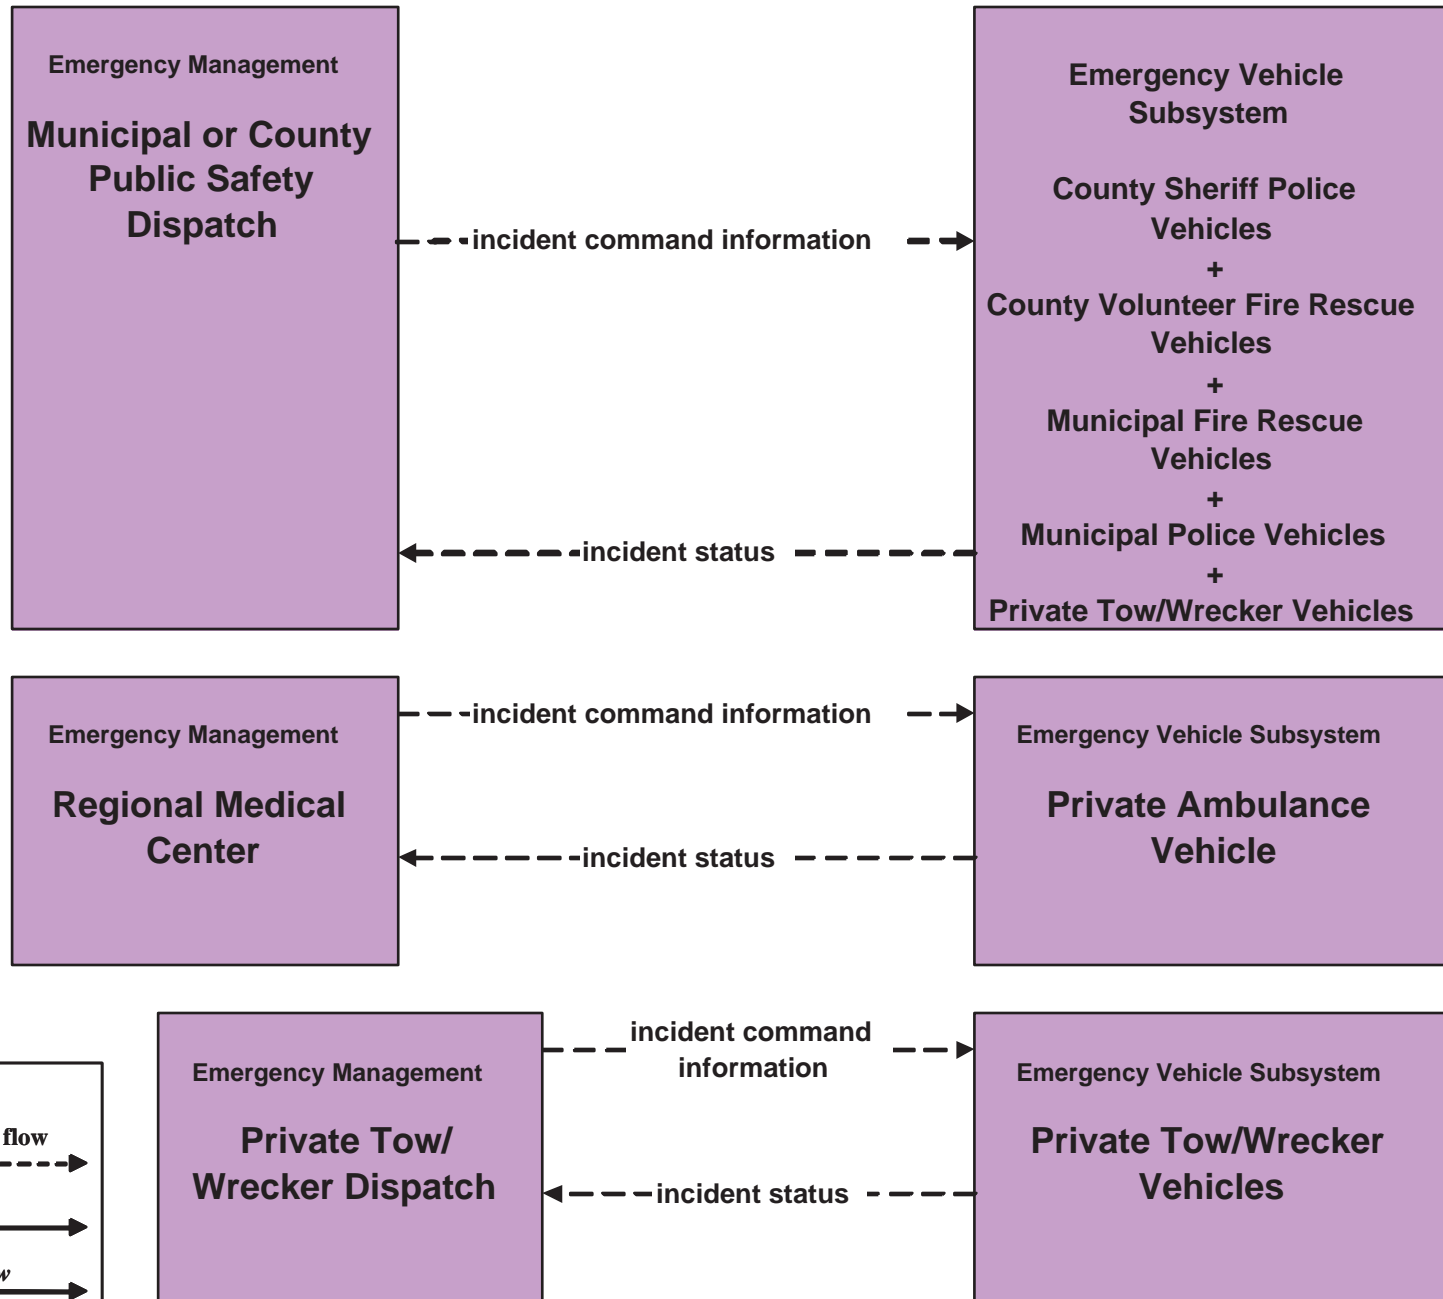 Emergency Management
Municipal or County
Public Safety
Dispatch
incident command information
incident status
Emergency Vehicle
Subsystem
County Sheriff Police
Vehicles
+
County Volunteer Fire Rescue
Vehicles
+
Municipal Fire Rescue
Vehicles
+
Municipal Police Vehicles
+
Private Tow/Wrecker Vehicles
Emergency Management
Regional Medical
Center
incident command information
incident status
Emergency Vehicle Subsystem
Private Ambulance
Vehicle
flow
Emergency Management
Private Tow/
Wrecker Dispatch
incident command
information
incident status
Emergency Vehicle Subsystem
Private Tow/Wrecker
Vehicles